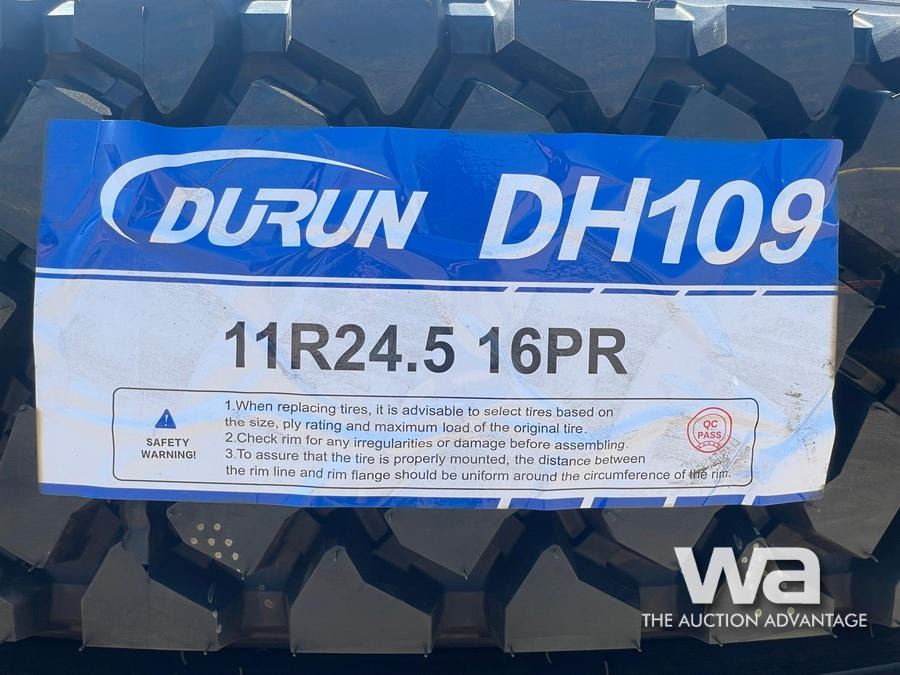 DURUN DH109
11R24.5 16PR
SAFETY
WARNING!
1.When replacing tires, it is advisable to select tires based on
the size, ply rating and maximum load of the original tire.
2.Check rim for any irregularities or damage before assembling.
3.To assure that the tire is properly mounted, the distance between
the rim line and rim flange should be uniform around the circumference of the rim.
QC
PASS
wa
THE AUCTION ADVANTAGE